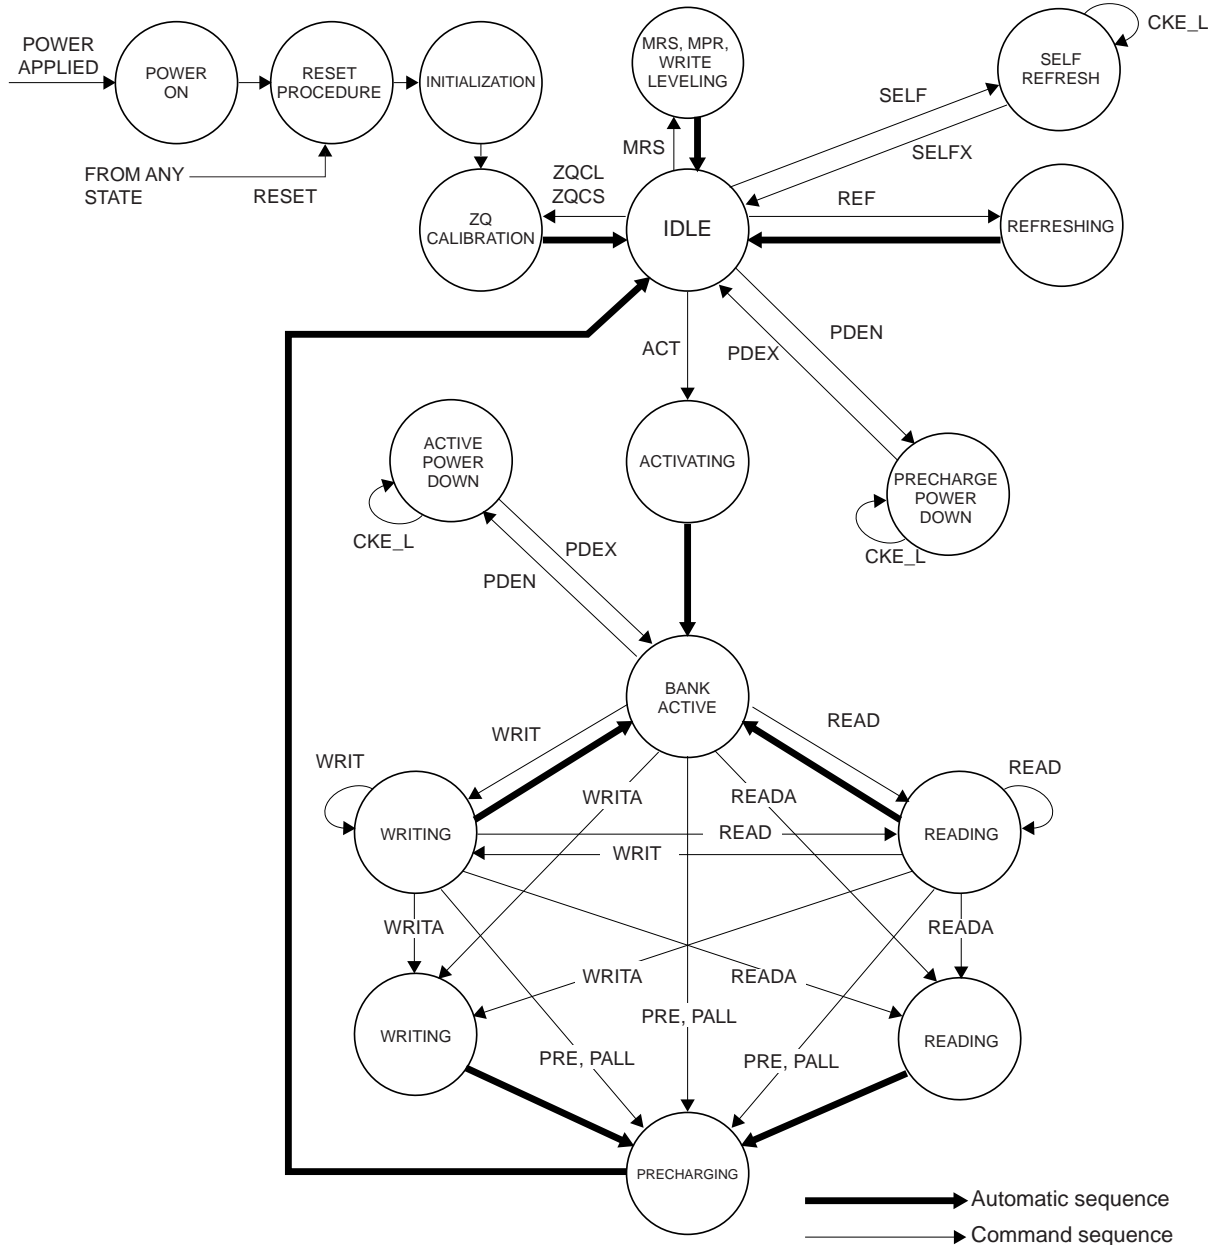 POWER
APPLIED
POWER
ON
RESET
PROCEDURE
INITIALIZATION
MRS, MPR,
WRITE
LEVELING
SELF
REFRESH
CKE_L
FROM ANY
STATE
RESET
MRS
SELF
SELFX
ZQCL
ZQCS
ZQ
CALIBRATION
IDLE
REF
REFRESHING
ACT
PDEX
PDEN
ACTIVE
POWER
DOWN
CKE_L
ACTIVATING
PRECHARGE
POWER
DOWN
CKE_L
PDEX
PDEN
BANK
ACTIVE
WRIT
READ
WRIT
WRITA
READA
READ
WRITING
READ
WRIT
READING
WRITA
READA
WRITA
READA
WRITING
PRE, PALL
READING
PRE, PALL
PRE, PALL
PRECHARGING
Automatic sequence
Command sequence